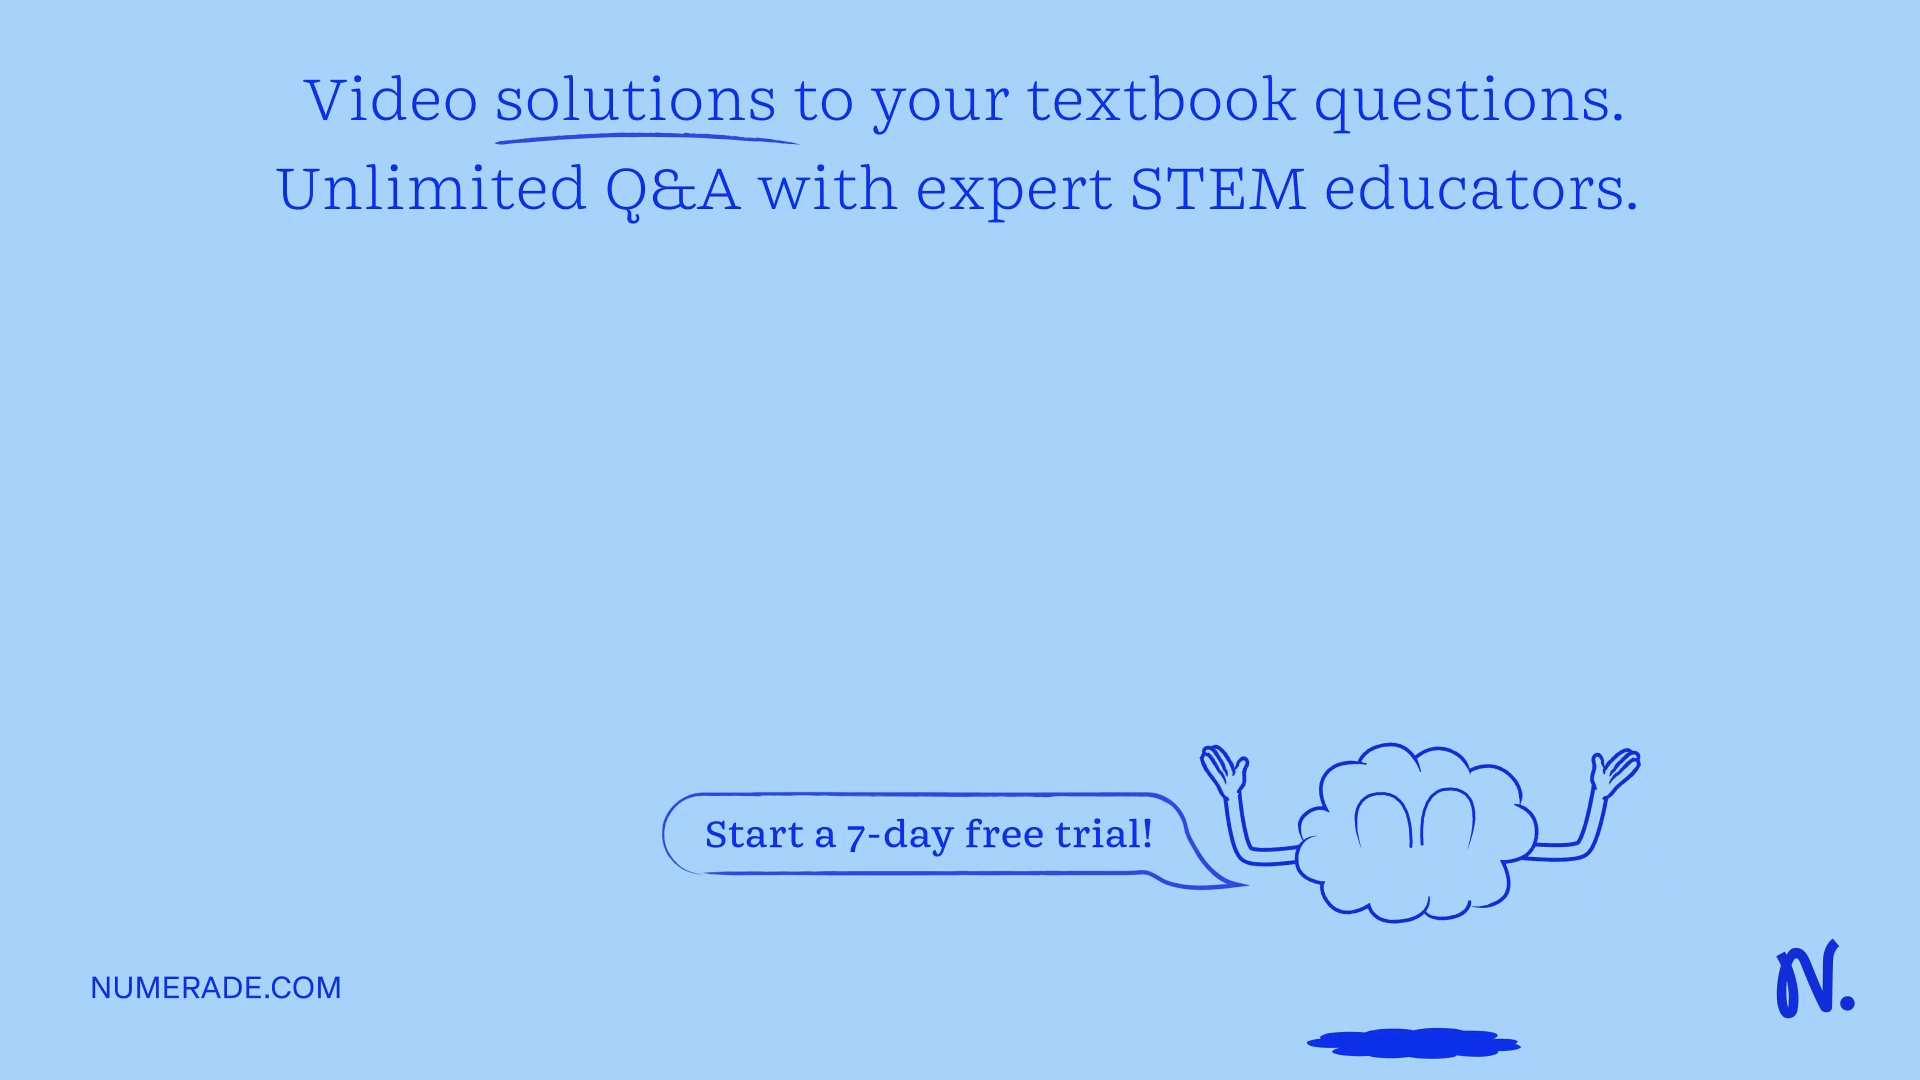 Video solutions to your textbook questions.
Unlimited Q&A with expert STEM educators.
Start a 7-day free trial!
NUMERADE.COM
N.